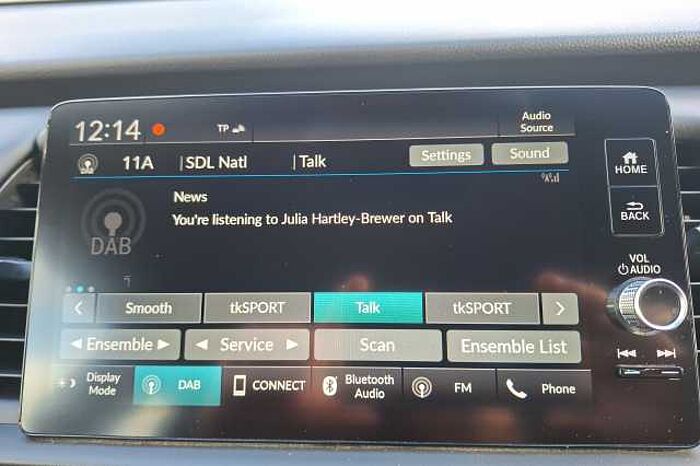 12:14 TP Audio Source
11A |SDL Natl |Talk Settings Sound
HOME
News
You're listening to Julia Hartley-Brewer on Talk
BACK
DAB
VOL
AUDIO
Smooth tkSPORT Talk tkSPORT
Ensemble Service Scan Ensemble List
Display Mode DAB CONNECT Bluetooth Audio FM Phone